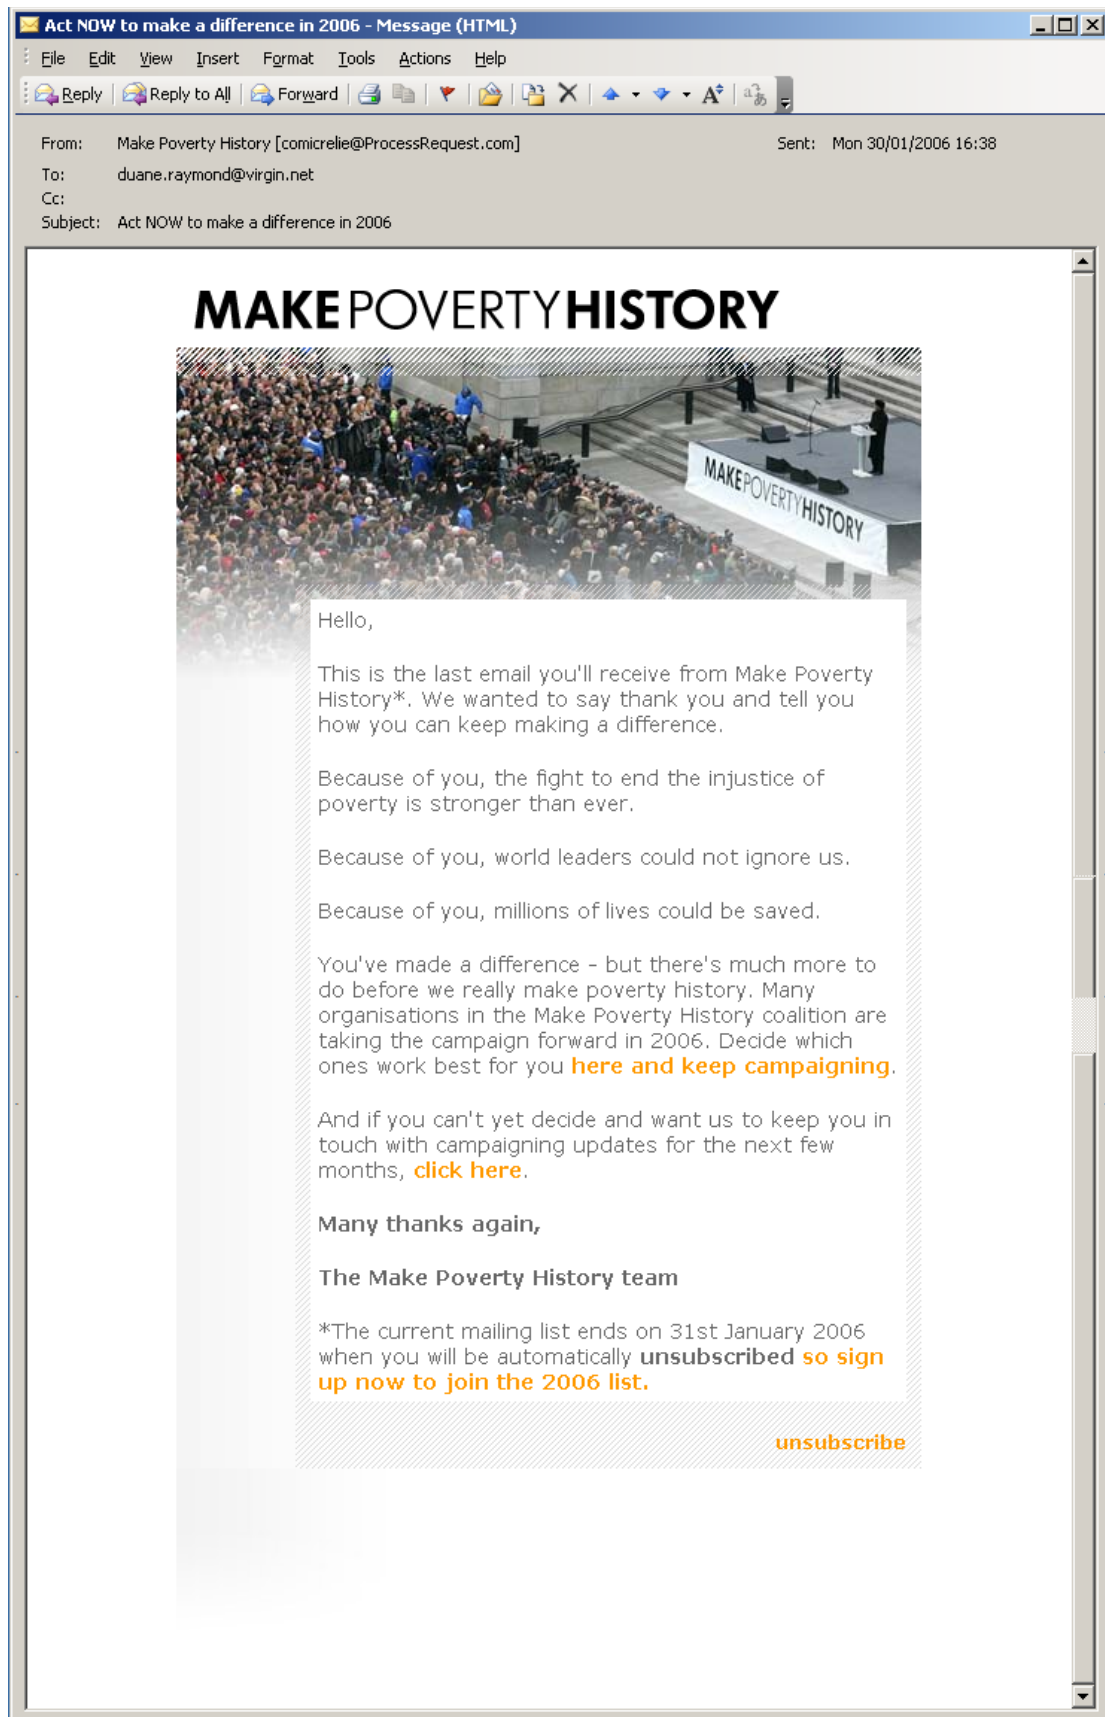 Act NOW to make a difference in 2006 - Message (HTML)
File Edit View Insert Format Tools Actions Help
Reply Reply to All Forward
From: Make Poverty History [comicrelie@ProcessRequest.com] Sent: Mon 30/01/2006 16:38
To: duane.raymond@virgin.net
Cc:
Subject: Act NOW to make a difference in 2006
MAKEPOVERTYHISTORY
MAKEPOVERTYHISTORY
Hello,
This is the last email you'll receive from Make Poverty
History*. We wanted to say thank you and tell you
how you can keep making a difference.
Because of you, the fight to end the injustice of
poverty is stronger than ever.
Because of you, world leaders could not ignore us.
Because of you, millions of lives could be saved.
You've made a difference - but there's much more to
do before we really make poverty history. Many
organisations in the Make Poverty History coalition are
taking the campaign forward in 2006. Decide which
ones work best for you here and keep campaigning.
And if you can't yet decide and want us to keep you in
touch with campaigning updates for the next few
months, click here.
Many thanks again,
The Make Poverty History team
*The current mailing list ends on 31st January 2006
when you will be automatically unsubscribed so sign
up now to join the 2006 list.
unsubscribe